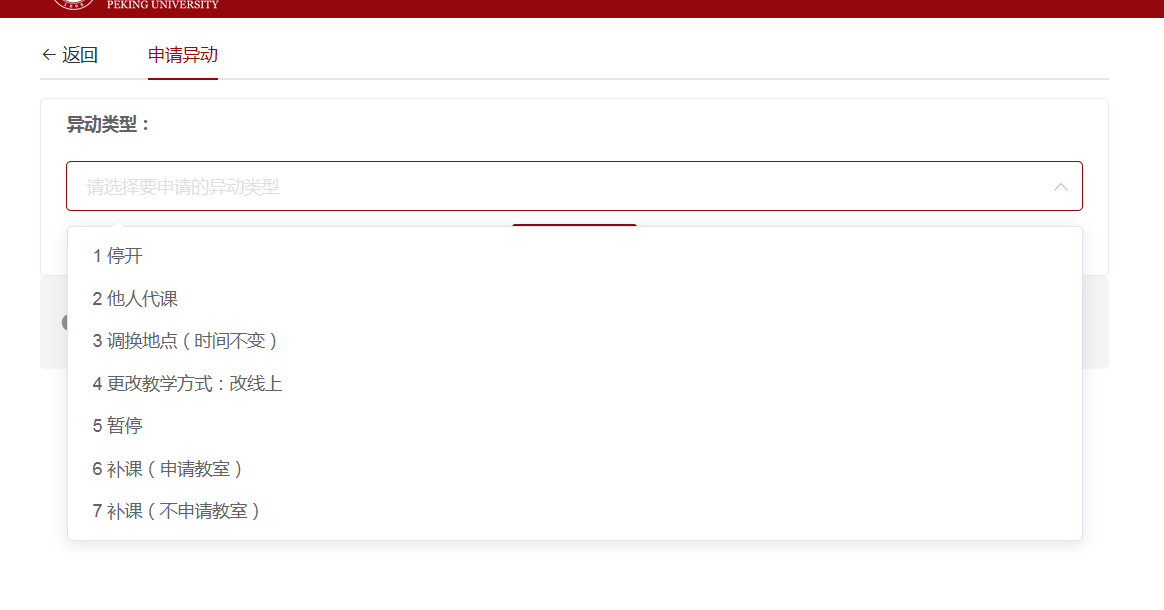 PEKING UNIVERSITY
← 返回 申请异动
异动类型：
请选择要申请的异动类型
1 停开
2 他人代课
3 调换地点（时间不变）
4 更改教学方式：改线上
5 暂停
6 补课（申请教室）
7 补课（不申请教室）